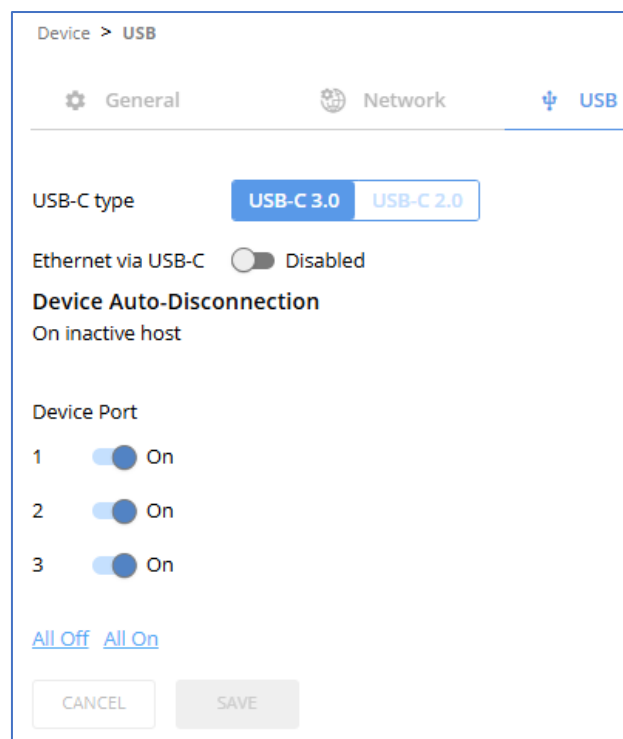 Device > USB
General Network USB
USB-C type USB-C 3.0 USB-C 2.0
Ethernet via USB-C Disabled
Device Auto-Disconnection
On inactive host
Device Port
1 On
2 On
3 On
All Off All On
CANCEL SAVE